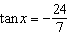 tan x = −24/7